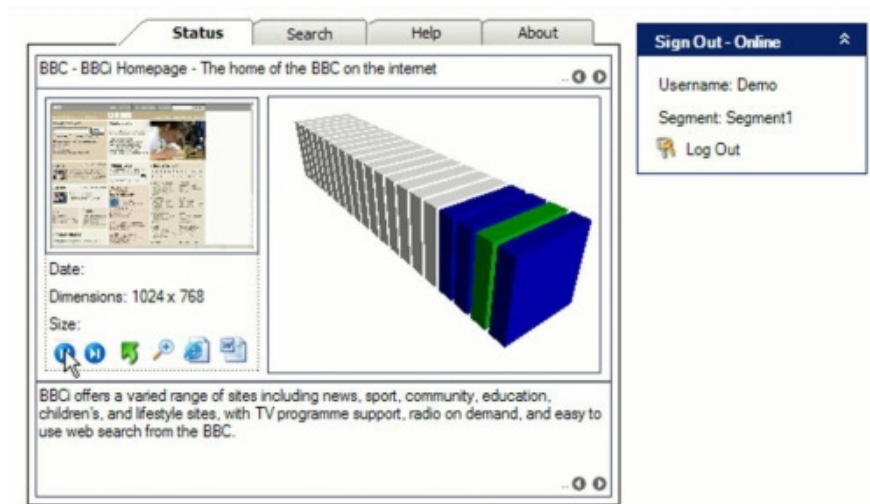 Status
Search
Help
About
Sign Out - Online
BBC - BBCi Homepage - The home of the BBC on the internet
..
Username: Demo
Segment: Segment1
Log Out
Date:
Dimensions: 1024 x 768
Size:
BBCi offers a varied range of sites including news, sport, community, education,
children's, and lifestyle sites, with TV programme support, radio on demand, and easy to
use web search from the BBC.
..